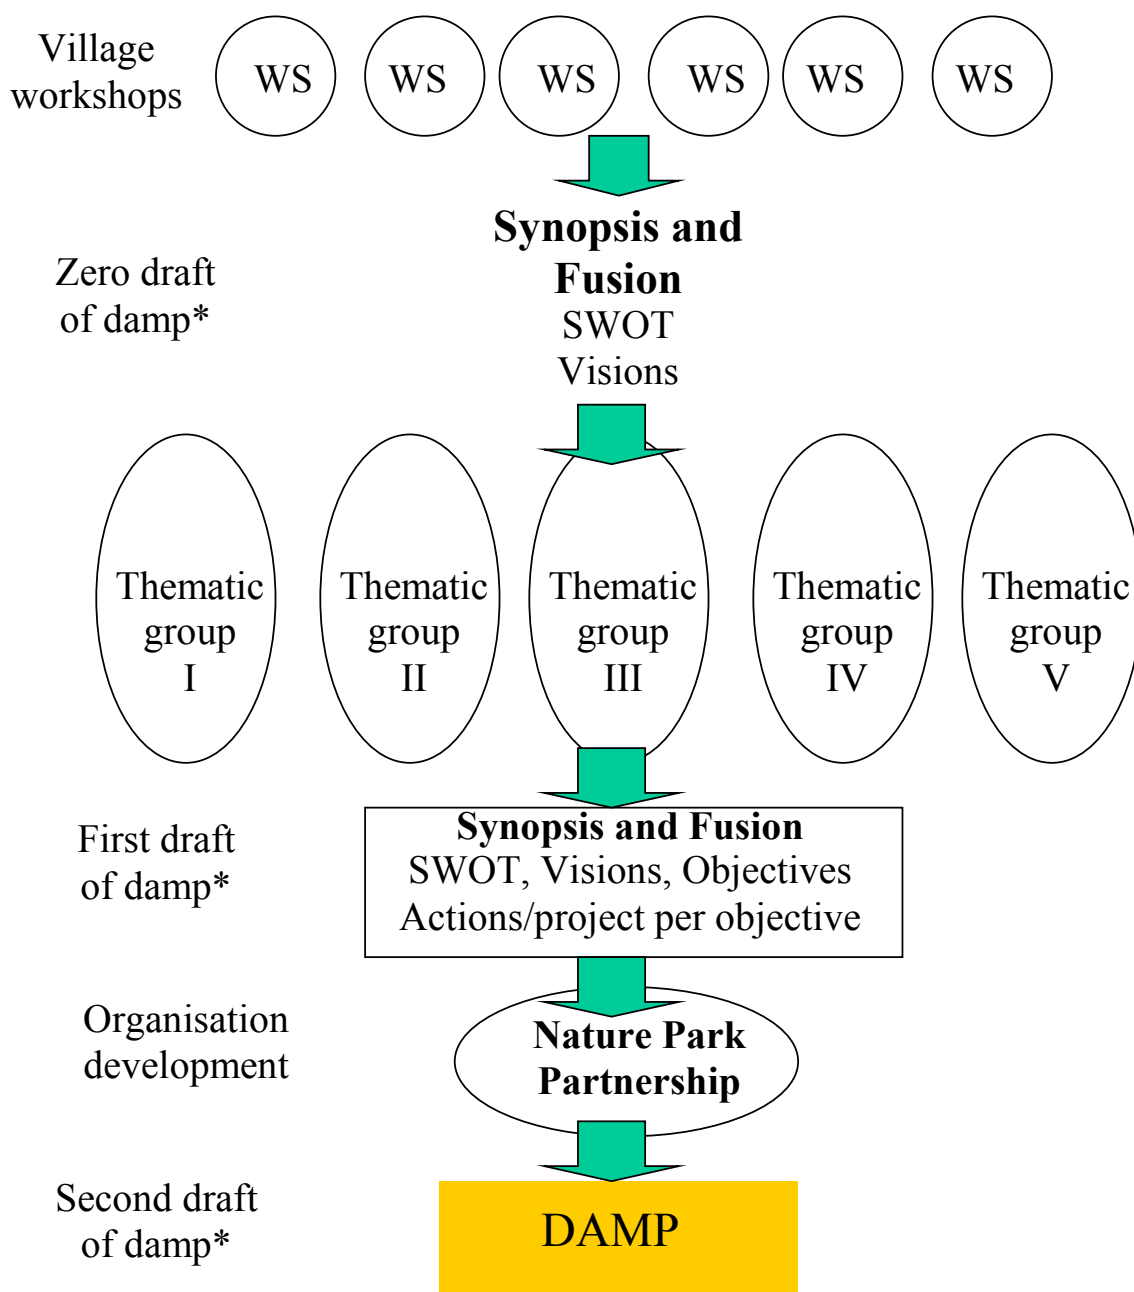 Village
workshops
WS WS WS WS WS WS
Synopsis and
Fusion
SWOT
Visions
Zero draft
of damp*
Thematic
group
I
Thematic
group
II
Thematic
group
III
Thematic
group
IV
Thematic
group
V
First draft
of damp*
Synopsis and Fusion
SWOT, Visions, Objectives
Actions/project per objective
Organisation
development
Nature Park
Partnership
Second draft
of damp*
DAMP